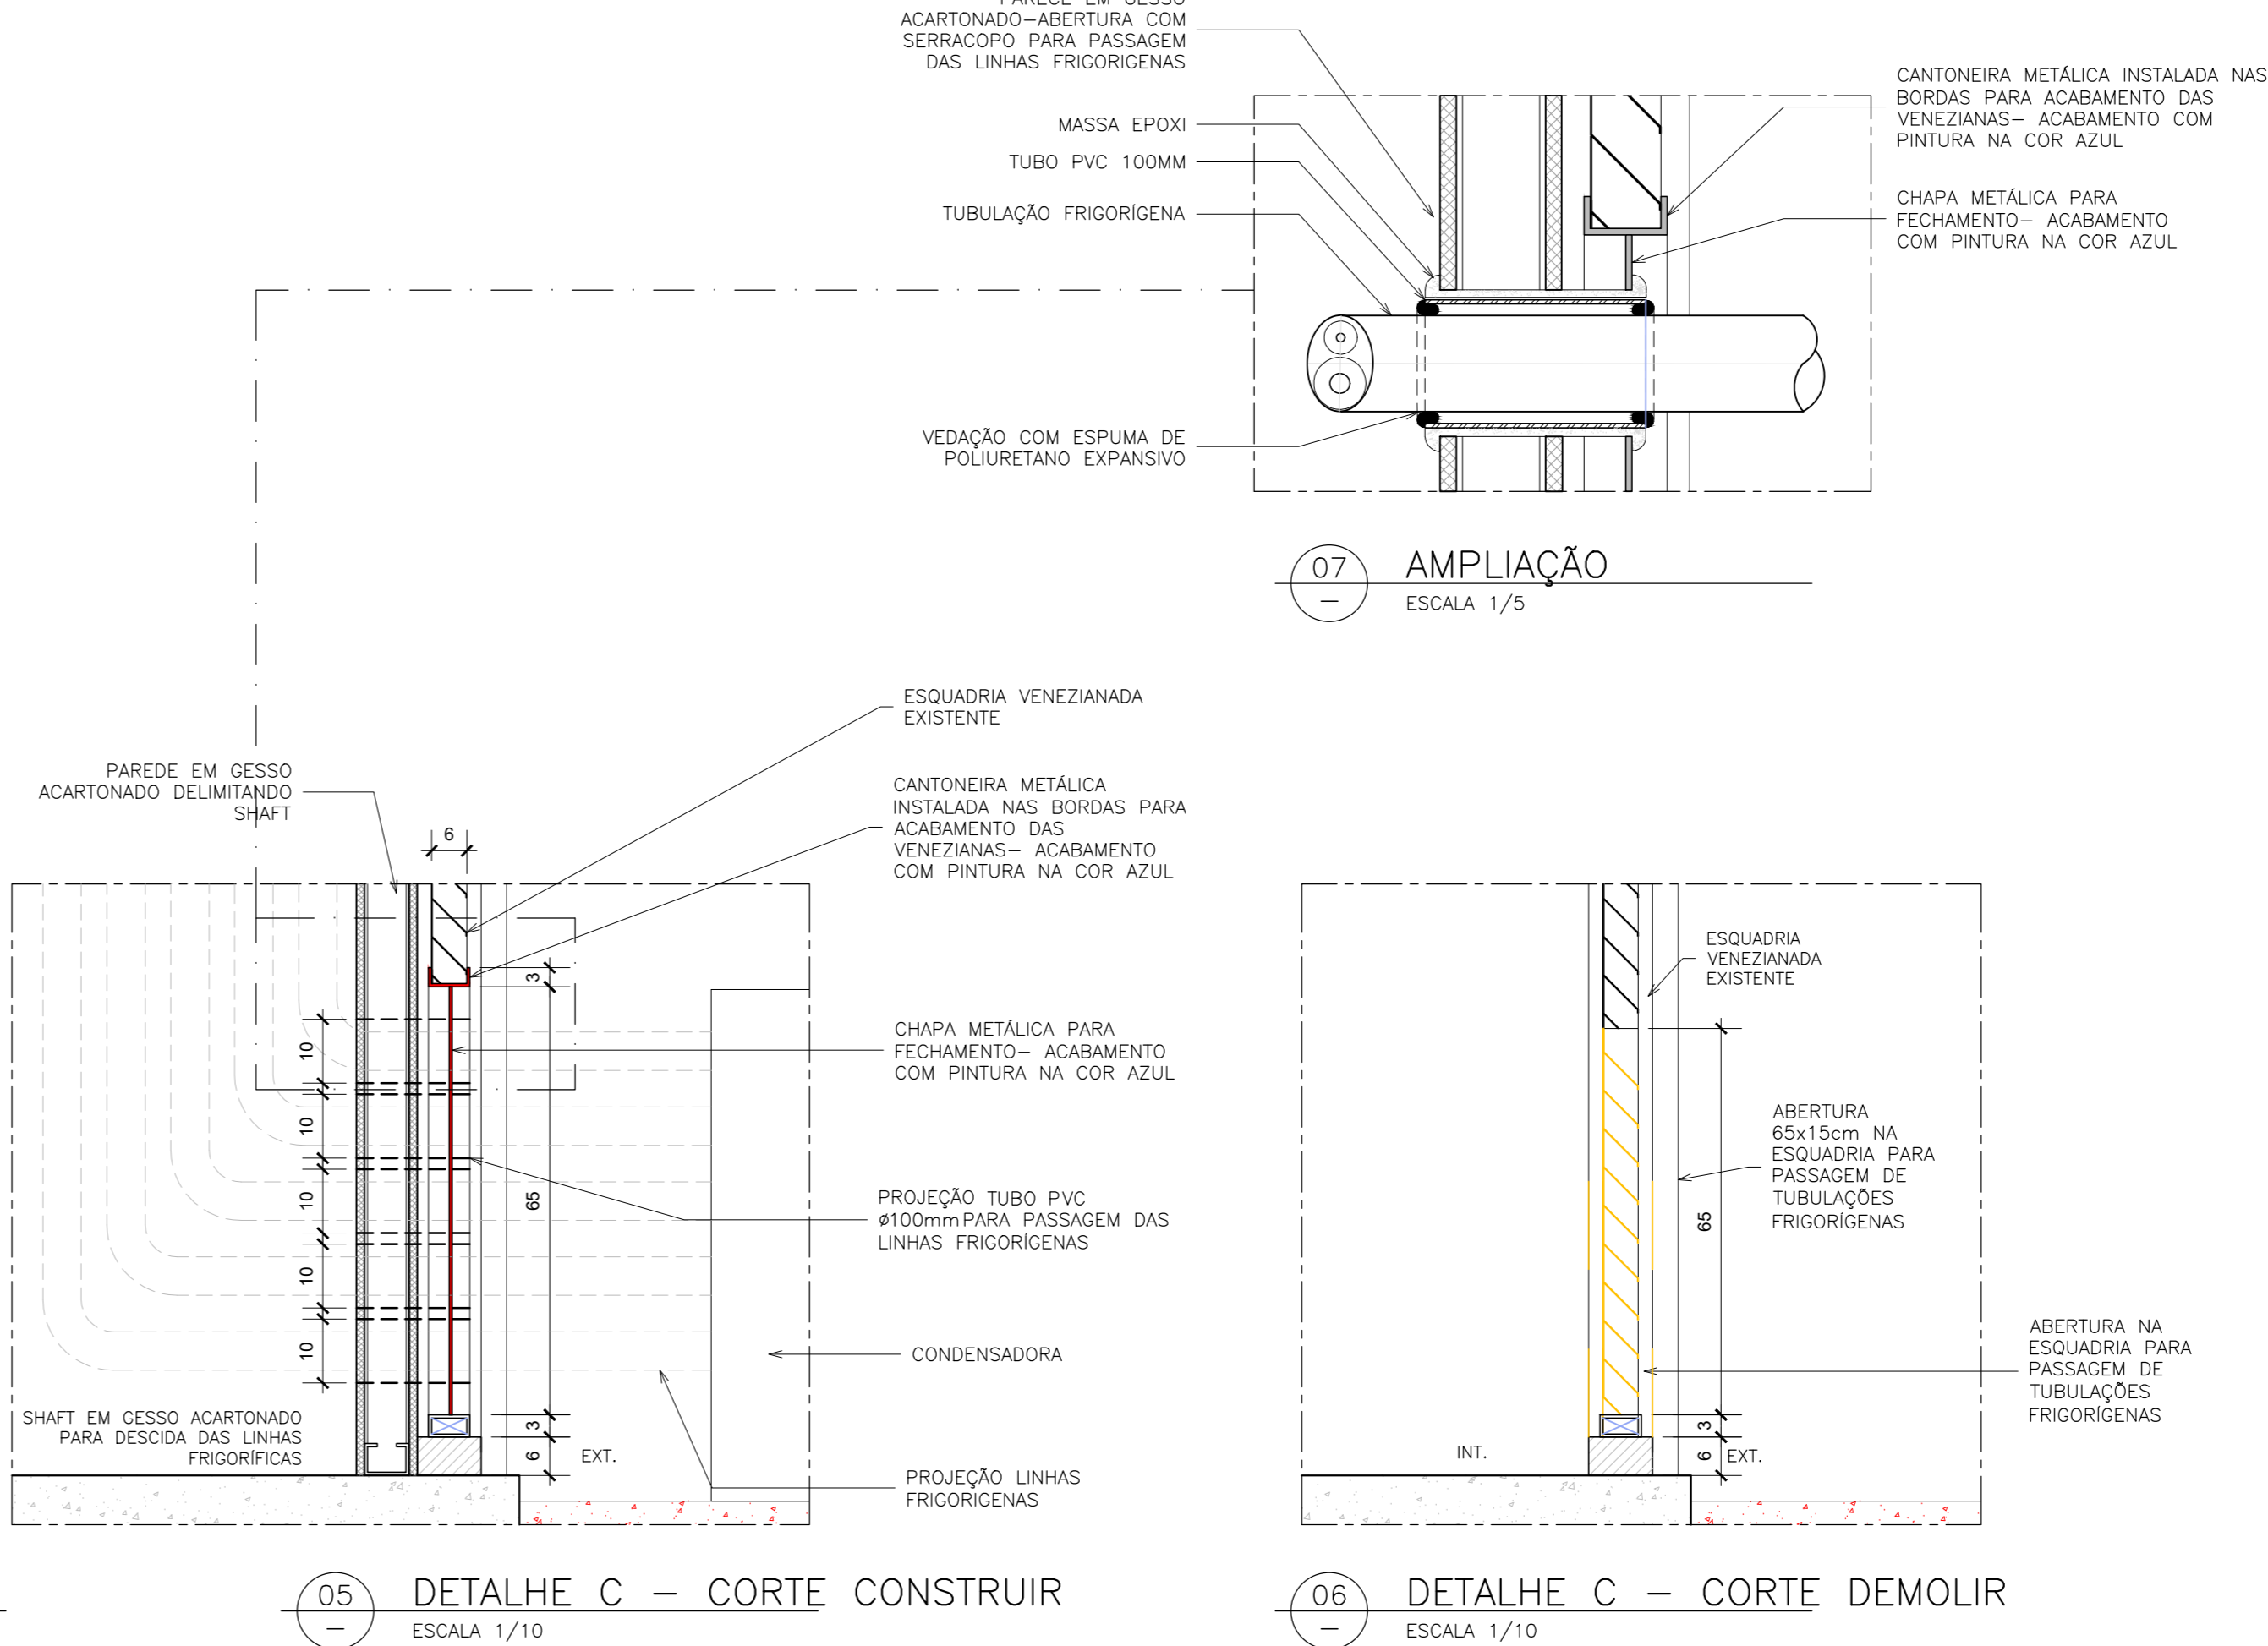 PAREDE EM GESSO
ACARTONADO-ABERTURA COM
SERRACOPO PARA PASSAGEM
DAS LINHAS FRIGORIGENAS
MASSA EPOXI
TUBO PVC 100MM
TUBULAÇÃO FRIGORÍGENA
VEDAÇÃO COM ESPUMA DE
POLIURETANO EXPANSIVO
CANTONEIRA METÁLICA INSTALADA NAS
BORDAS PARA ACABAMENTO DAS
VENEZIANAS- ACABAMENTO COM
PINTURA NA COR AZUL
CHAPA METÁLICA PARA
FECHAMENTO- ACABAMENTO
COM PINTURA NA COR AZUL
07
-
AMPLIAÇÃO
ESCALA 1/5
PAREDE EM GESSO
ACARTONADO DELIMITANDO
SHAFT
6
ESQUADRIA VENEZIANADA
EXISTENTE
CANTONEIRA METÁLICA
INSTALADA NAS BORDAS PARA
ACABAMENTO DAS
VENEZIANAS- ACABAMENTO
COM PINTURA NA COR AZUL
3
CHAPA METÁLICA PARA
FECHAMENTO- ACABAMENTO
COM PINTURA NA COR AZUL
10
10
10
10
10
65
PROJEÇÃO TUBO PVC
ø100mm PARA PASSAGEM DAS
LINHAS FRIGORÍGENAS
CONDENSADORA
SHAFT EM GESSO ACARTONADO
PARA DESCIDA DAS LINHAS
FRIGORÍFICAS
3
6
EXT.
PROJEÇÃO LINHAS
FRIGORIGENAS
05
-
DETALHE C - CORTE CONSTRUIR
ESCALA 1/10
ESQUADRIA
VENEZIANADA
EXISTENTE
ABERTURA
65x15cm NA
ESQUADRIA PARA
PASSAGEM DE
TUBULAÇÕES
FRIGORÍGENAS
65
ABERTURA NA
ESQUADRIA PARA
PASSAGEM DE
TUBULAÇÕES
FRIGORÍGENAS
3
6
INT.
EXT.
06
-
DETALHE C - CORTE DEMOLIR
ESCALA 1/10